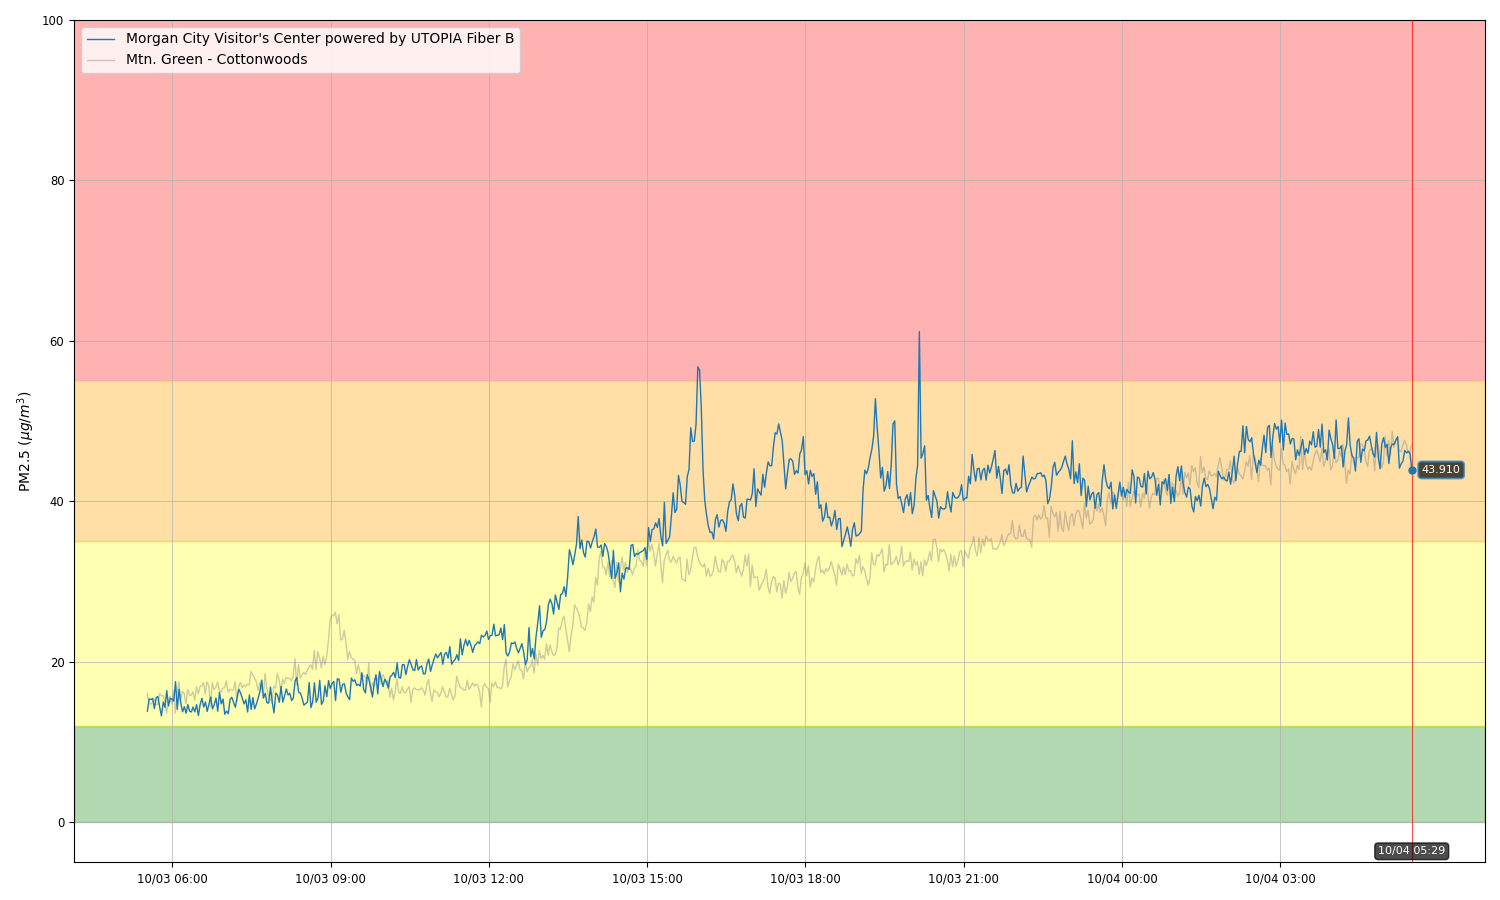 100
Morgan City Visitor's Center powered by UTOPIA Fiber B
Mtn. Green - Cottonwoods
80
60
PM2.5 (µg/m³)
43.910
40
20
0
10/04 05:29
10/03 06:00 10/03 09:00 10/03 12:00 10/03 15:00 10/03 18:00 10/03 21:00 10/04 00:00 10/04 03:00